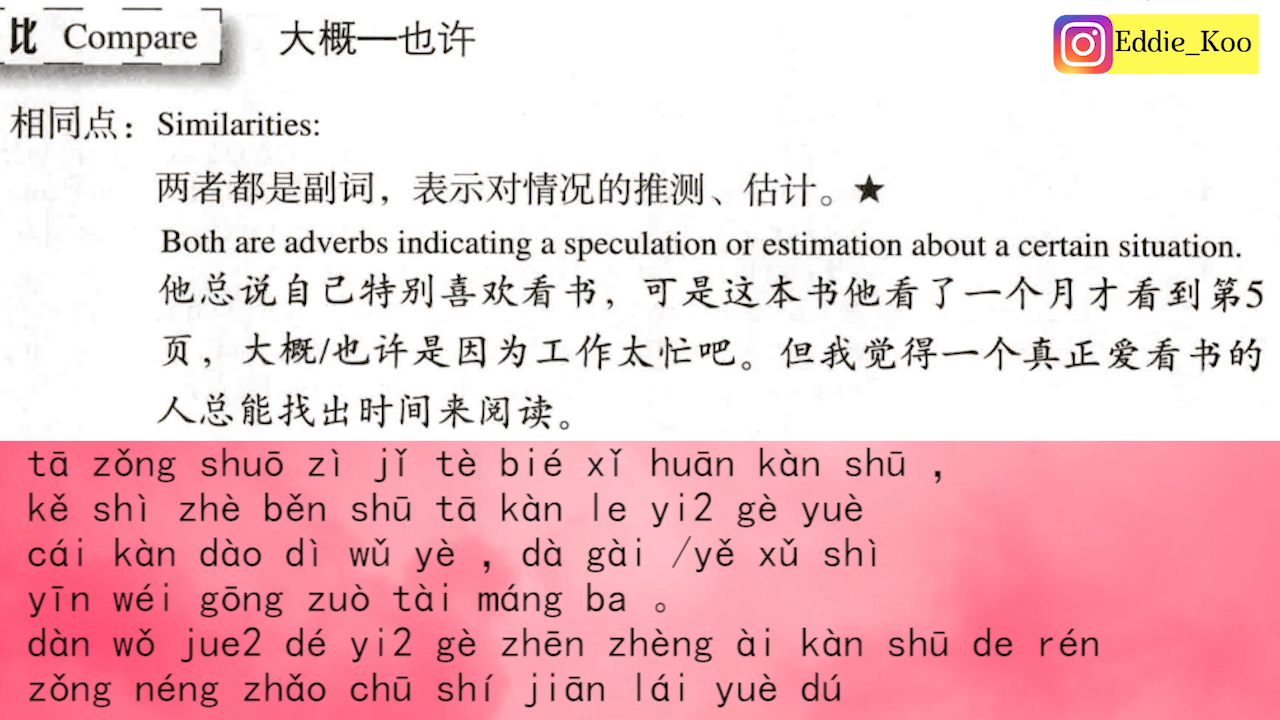 比 Compare 大概—也许
Eddie_Koo
相同点：Similarities:
两者都是副词，表示对情况的推测、估计。★
Both are adverbs indicating a speculation or estimation about a certain situation.
他总说自己特别喜欢看书，可是这本书他看了一个月才看到第5
页，大概/也许是因为工作太忙吧。但我觉得一个真正爱看书的
人总能找出时间来阅读。
tā zǒng shuō zì jǐ tè bié xǐ huān kàn shū ，
kě shì zhè běn shū tā kàn le yi2 gè yuè
cái kàn dào dì wǔ yè ，dà gài /yě xǔ shì
yīn wéi gōng zuò tài máng ba 。
dàn wǒ jue2 dé yi2 gè zhēn zhèng ài kàn shū de rén
zǒng néng zhǎo chū shí jiān lái yuè dú